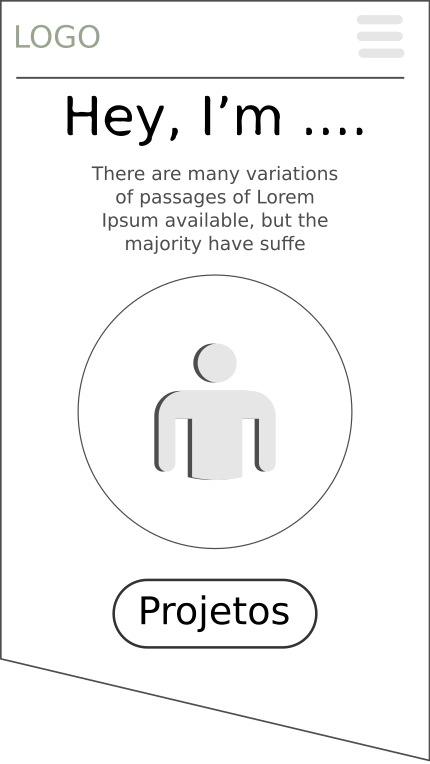 LOGO
Hey, I’m ....
There are many variations
of passages of Lorem
Ipsum available, but the
majority have suffe
Projetos